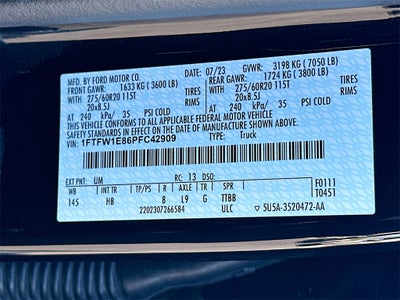 MFD. BY FORD MOTOR CO.
DATE: 07/23 GVWR: 3198 KG ( 7050 LB)
FRONT GAWR: 1633 KG ( 3600 LB) REAR GAWR: 1724 KG ( 3800 LB)
WITH 275/60R20 115T TIRES WITH 275/60R20 115T TIRES
20x8.5J RIMS 20x8.5J RIMS
AT 240 kPa/ 35 PSI COLD AT 240 kPa/ 35 PSI COLD
THIS VEHICLE CONFORMS TO ALL APPLICABLE FEDERAL MOTOR VEHICLE
SAFETY STANDARDS IN EFFECT ON THE DATE OF MANUFACTURE SHOWN ABOVE.
VIN: 1FTFW1E86PFC42909 TYPE: Truck
EXT PNT: UM RC: 13 DSO: F0111
T0451
WB INT TR TP/PS R AXLE TR SPR
145 HB B L9 G TTBB
2202307266584 ULC 5U5A-3520472-AA